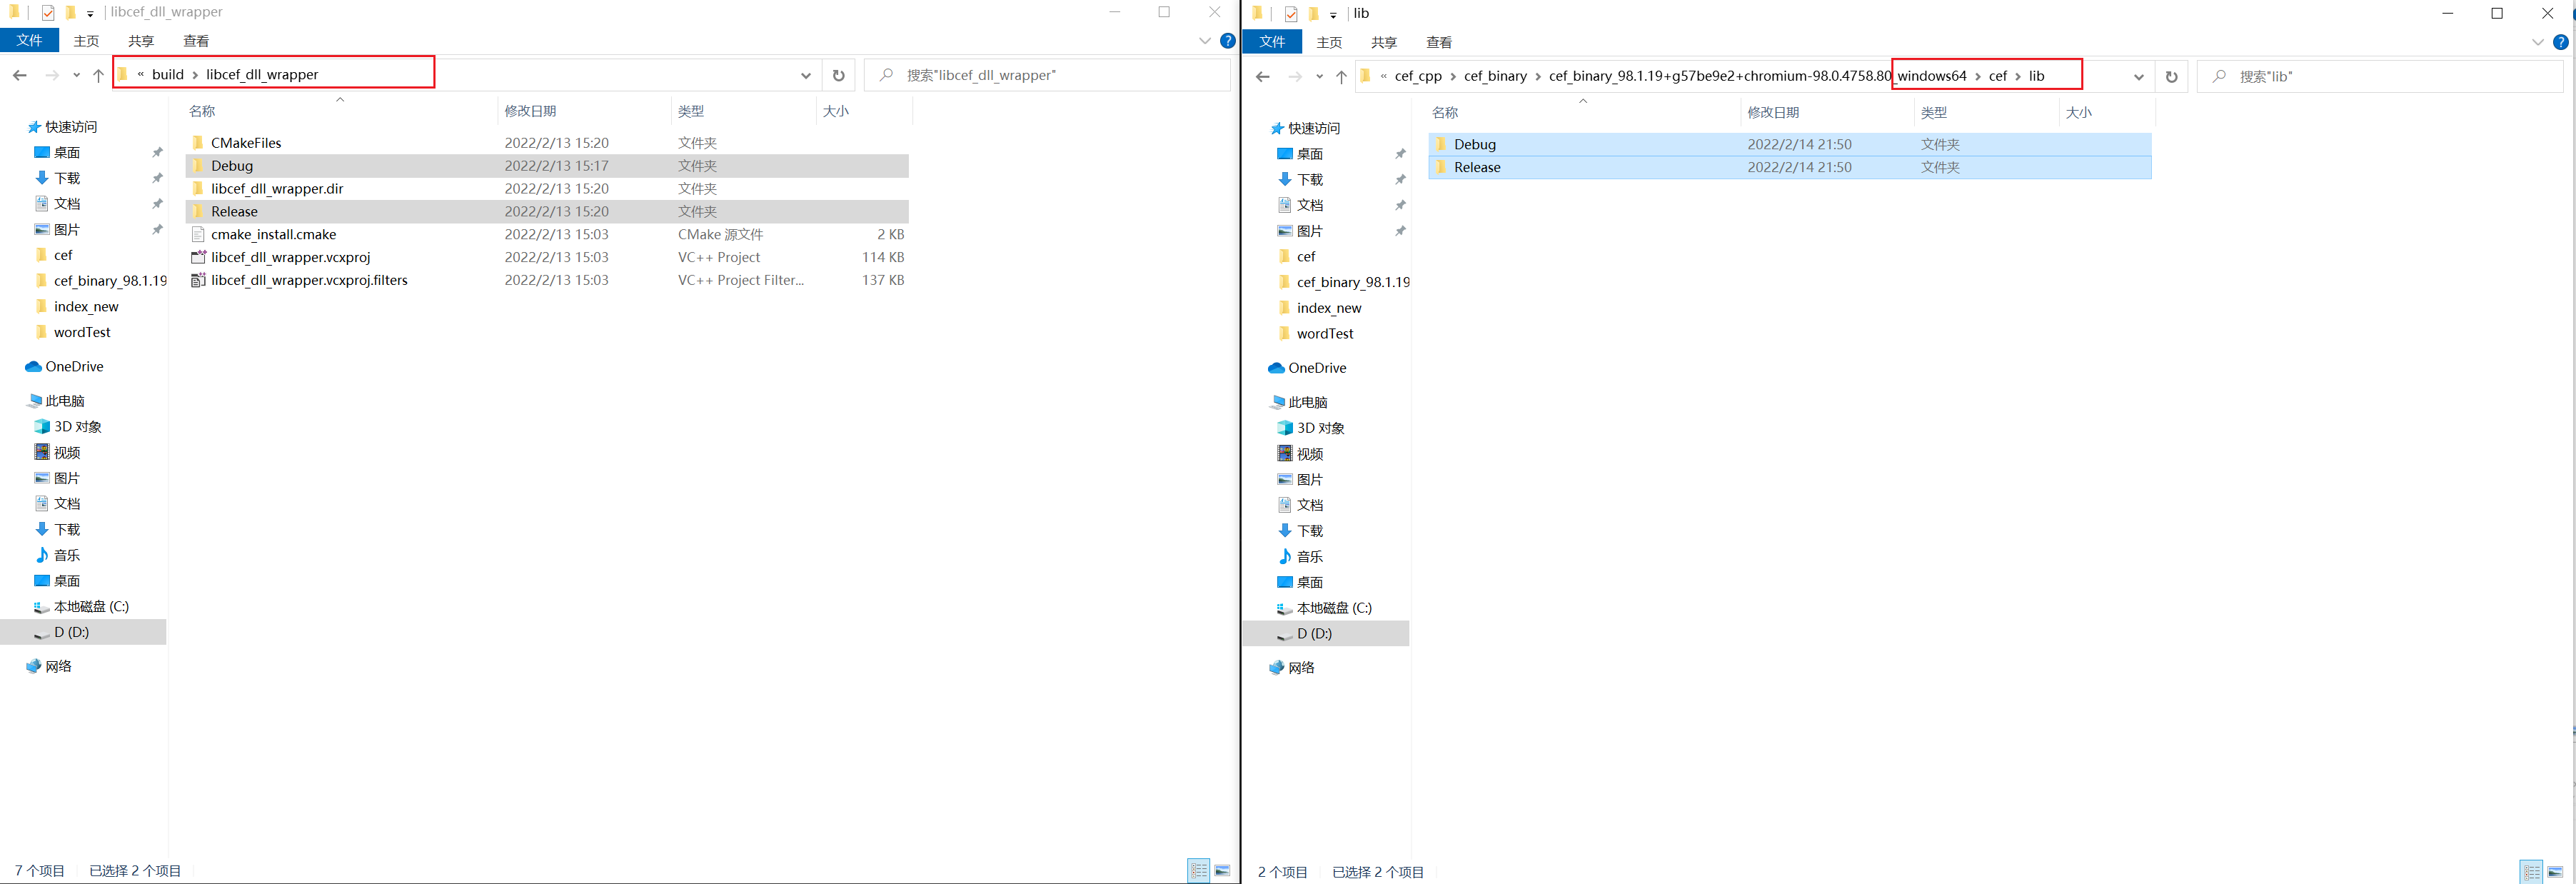 libcef_dll_wrapper
文件 主页 共享 查看
« build › libcef_dll_wrapper 搜索"libcef_dll_wrapper"
名称 修改日期 类型 大小
快速访问
桌面
下载
文档
图片
cef
cef_binary_98.1.19
index_new
wordTest
OneDrive
此电脑
3D 对象
视频
图片
文档
下载
音乐
桌面
本地磁盘 (C:)
D (D:)
网络
CMakeFiles 2022/2/13 15:20 文件夹
Debug 2022/2/13 15:17 文件夹
libcef_dll_wrapper.dir 2022/2/13 15:20 文件夹
Release 2022/2/13 15:20 文件夹
cmake_install.cmake 2022/2/13 15:03 CMake 源文件 2 KB
libcef_dll_wrapper.vcxproj 2022/2/13 15:03 VC++ Project 114 KB
libcef_dll_wrapper.vcxproj.filters 2022/2/13 15:03 VC++ Project Filter... 137 KB
7 个项目 已选择 2 个项目
lib
文件 主页 共享 查看
« cef_cpp › cef_binary › cef_binary_98.1.19+g57be9e2+chromium-98.0.4758.80_windows64 › cef › lib 搜索"lib"
名称 修改日期 类型 大小
快速访问
桌面
下载
文档
图片
cef
cef_binary_98.1.19
index_new
wordTest
OneDrive
此电脑
3D 对象
视频
图片
文档
下载
音乐
桌面
本地磁盘 (C:)
D (D:)
网络
Debug 2022/2/14 21:50 文件夹
Release 2022/2/14 21:50 文件夹
2 个项目 已选择 2 个项目